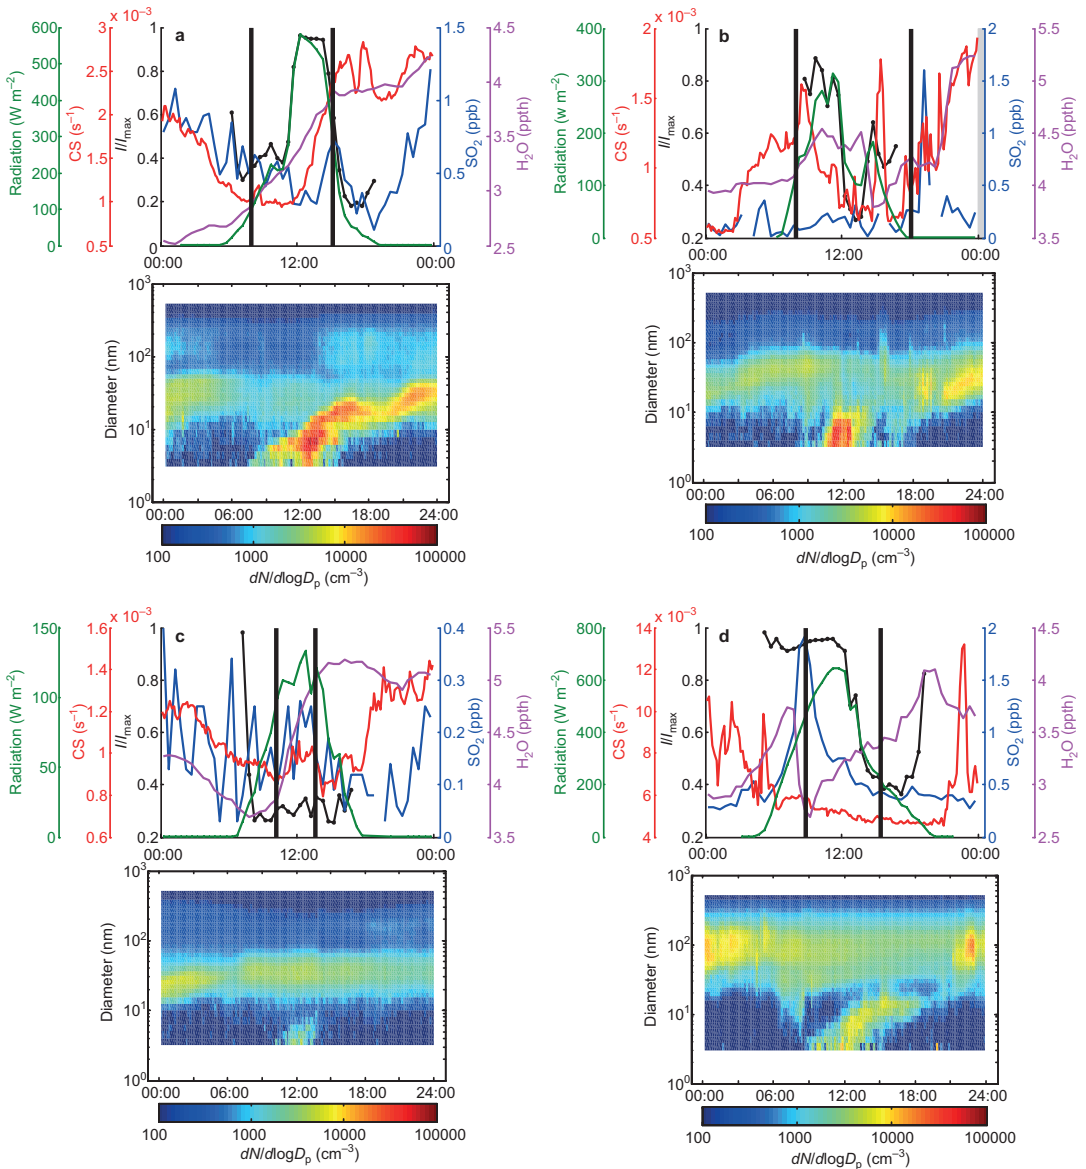 a
x 10⁻³
Radiation (W m⁻²)
600
500
400
300
200
100
0
CS (s⁻¹)
3
2.5
2
1.5
1
0.5
I/Imax
1
0.8
0.6
0.4
0.2
0
SO₂ (ppb)
1.5
1
0.5
0
H₂O (ppth)
4.5
4
3.5
3
2.5
00:00 12:00 00:00
Diameter (nm)
10³
10²
10¹
10⁰
00:00 06:00 12:00 18:00 24:00
100 1000 10000 100000
dN/dlogDp (cm⁻³)
b
x 10⁻³
Radiation (w m⁻²)
400
300
200
100
0
CS (s⁻¹)
2
1.5
1
0.5
I/Imax
1
0.8
0.6
0.4
0.2
SO₂ (ppb)
2
1.5
1
0.5
0
H₂O (ppth)
5.5
5
4.5
4
3.5
00:00 12:00 00:00
Diameter (nm)
10³
10²
10¹
10⁰
00:00 06:00 12:00 18:00 24:00
100 1000 10000 100000
dN/dlogDp (cm⁻³)
c
x 10⁻³
Radiation (W m⁻²)
150
100
50
0
CS (s⁻¹)
1.6
1.4
1.2
1
0.8
0.6
I/Imax
1
0.8
0.6
0.4
0.2
SO₂ (ppb)
0.4
0.3
0.2
0.1
0
H₂O (ppth)
5.5
5
4.5
4
3.5
00:00 12:00 00:00
Diameter (nm)
10³
10²
10¹
10⁰
00:00 06:00 12:00 18:00 24:00
100 1000 10000 100000
dN/dlogDp (cm⁻³)
d
x 10⁻³
Radiation (W m⁻²)
800
600
400
200
0
CS (s⁻¹)
14
12
10
8
6
4
I/Imax
1
0.8
0.6
0.4
0.2
SO₂ (ppb)
2
1.5
1
0.5
0
H₂O (ppth)
4.5
4
3.5
3
2.5
00:00 12:00 00:00
Diameter (nm)
10³
10²
10¹
10⁰
00:00 06:00 12:00 18:00 24:00
100 1000 10000 100000
dN/dlogDp (cm⁻³)